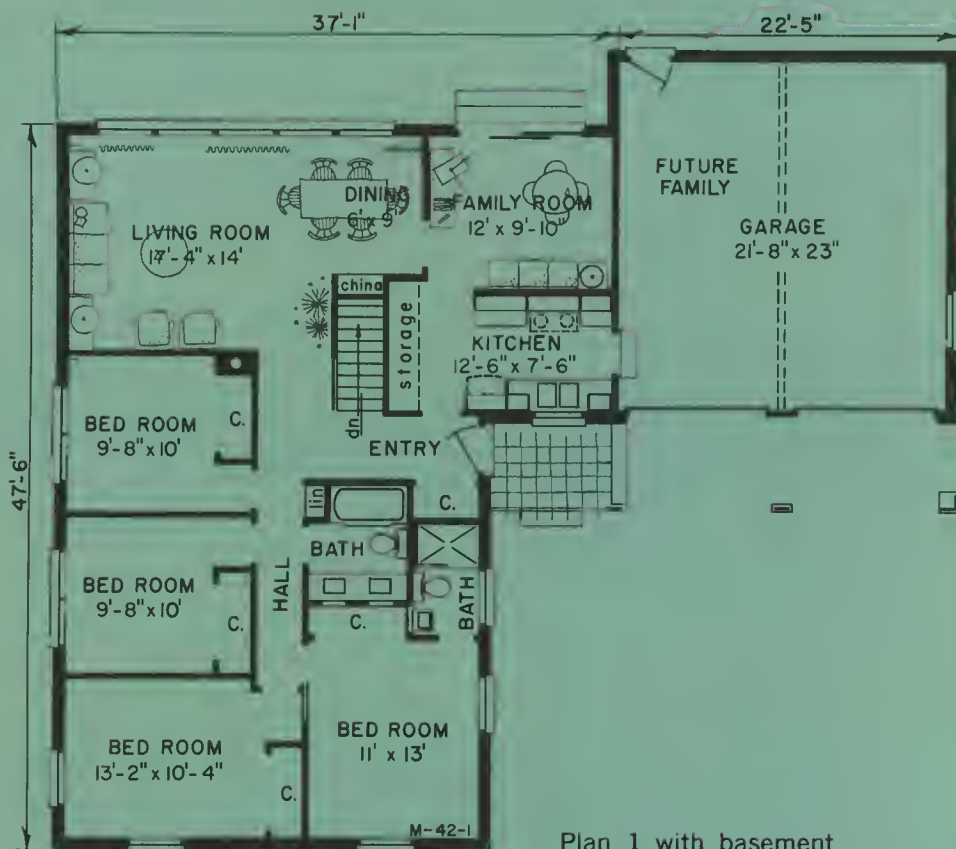 37'-1"
22'-5"
47'-6"
LIVING ROOM
17'-4" x 14'
DINING
6' x 9'
FAMILY ROOM
12' x 9'-10"
FUTURE
FAMILY
GARAGE
21'-8" x 23"
china
storage
dn
KITCHEN
12'-6" x 7'-6"
ENTRY
BED ROOM
9'-8" x 10'
C.
C.
lin
BATH
HALL
BATH
BED ROOM
9'-8" x 10'
C.
C.
BED ROOM
13'-2" x 10'-4"
C.
BED ROOM
11' x 13'
M-42-1
Plan 1 with basement